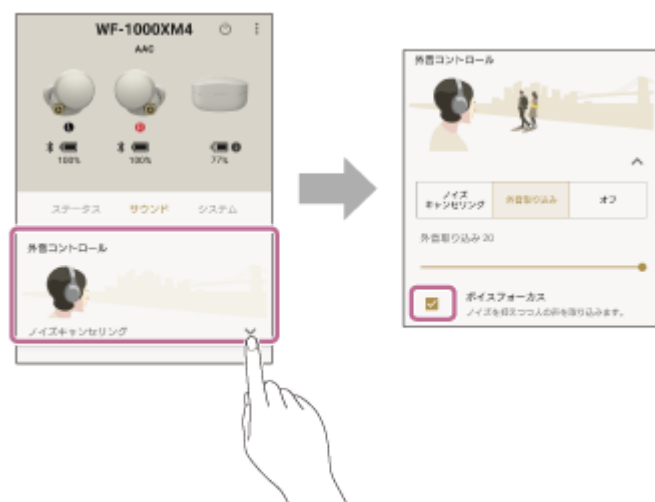 WF-1000XM4
AAC
L
R
100%
100%
77%
ステータス サウンド システム
外音コントロール
ノイズキャンセリング
外音コントロール
ノイズ
キャンセリング
外音取り込み
オフ
外音取り込み 20
ボイスフォーカス
ノイズを抑えつつ人の声を取り込みます。